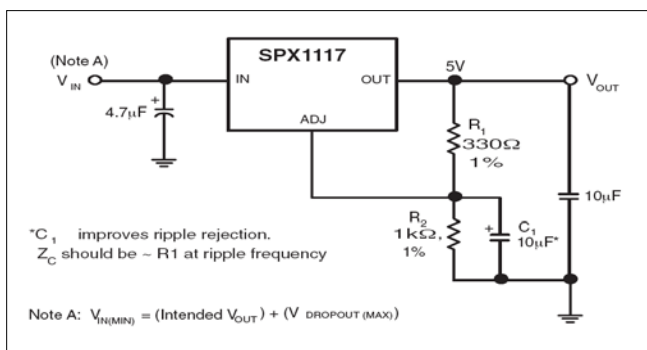 (Note A)
V IN
4.7µF
+
SPX1117
IN
OUT
ADJ
5V
V OUT
R1
330Ω
1%
R2
1kΩ,
1%
+
C1
10µF*
10µF
*C 1 improves ripple rejection.
ZC should be ~ R1 at ripple frequency
Note A: VIN(MIN) = (Intended VOUT) + (V DROPOUT (MAX))